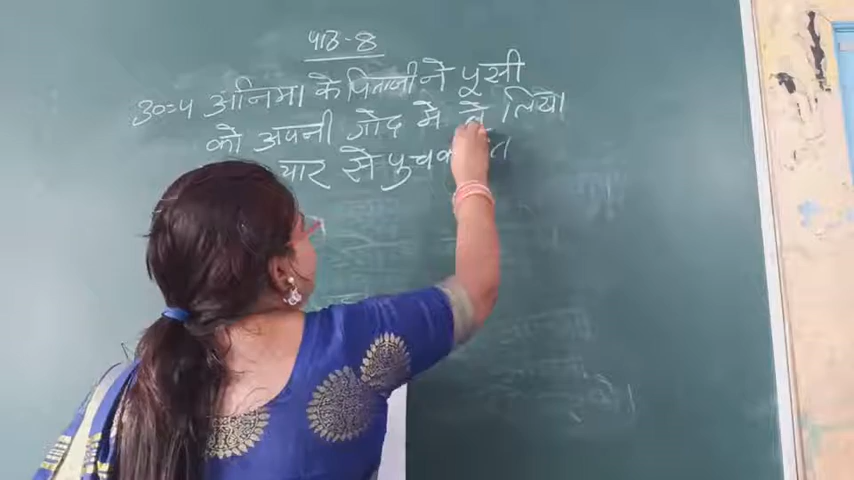 पाठ-8
उ०=५ अनिमा के पिताजी ने पूसी
को अपनी गोद में ले लिया
से